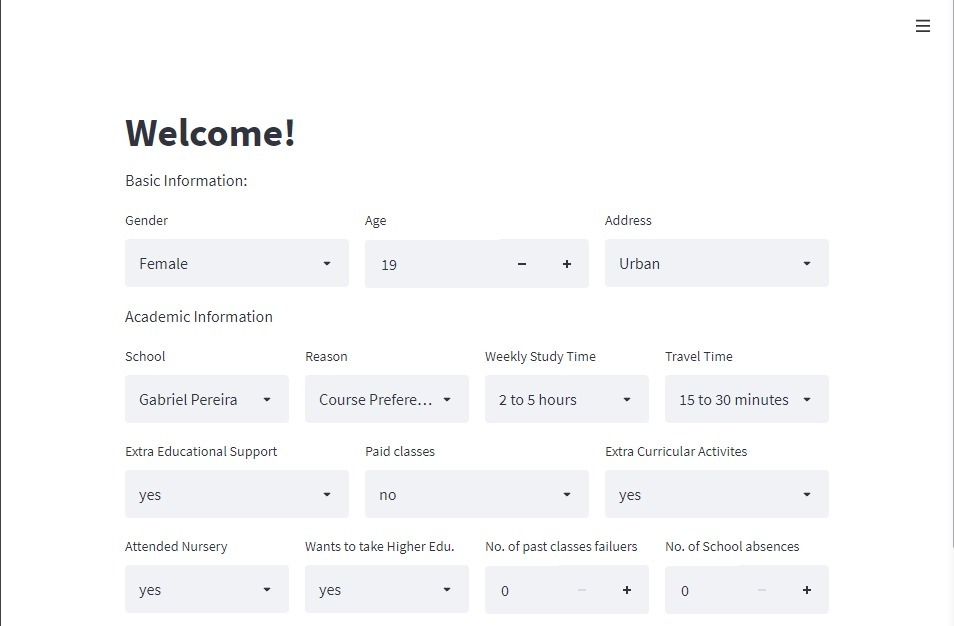 Welcome!
Basic Information:
Gender Age Address
Female 19 Urban
Academic Information
School Reason Weekly Study Time Travel Time
Gabriel Pereira Course Prefere... 2 to 5 hours 15 to 30 minutes
Extra Educational Support Paid classes Extra Curricular Activites
yes no yes
Attended Nursery Wants to take Higher Edu. No. of past classes failuers No. of School absences
yes yes 0 0